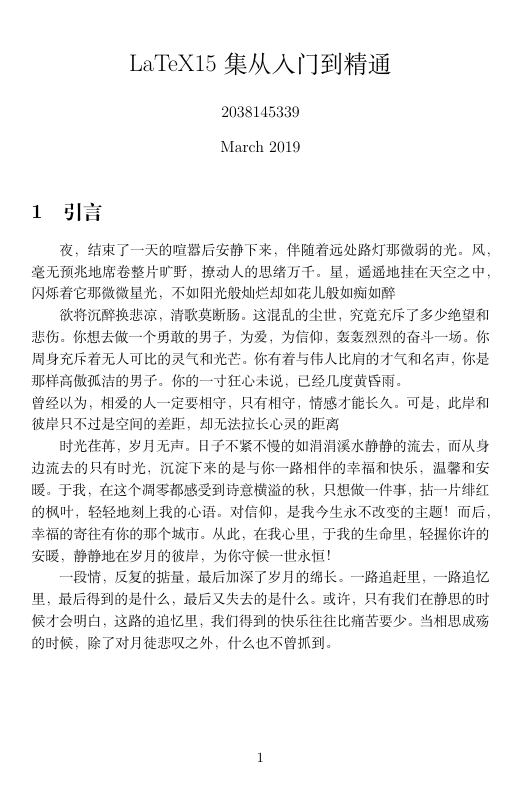 LaTeX15 集从入门到精通
2038145339
March 2019
1 引言
夜，结束了一天的喧嚣后安静下来，伴随着远处路灯那微弱的光。风，
毫无预兆地席卷整片旷野，撩动人的思绪万千。星，遥遥地挂在天空之中，
闪烁着它那微微星光，不如阳光般灿烂却如花儿般如痴如醉
欲将沉醉换悲凉，清歌莫断肠。这混乱的尘世，究竟充斥了多少绝望和
悲伤。你想去做一个勇敢的男子，为爱，为信仰，轰轰烈烈的奋斗一场。你
周身充斥着无人可比的灵气和光芒。你有着与伟人比肩的才气和名声，你是
那样高傲孤洁的男子。你的一寸狂心未说，已经几度黄昏雨。
曾经以为，相爱的人一定要相守，只有相守，情感才能长久。可是，此岸和
彼岸只不过是空间的差距，却无法拉长心灵的距离
时光荏苒，岁月无声。日子不紧不慢的如涓涓溪水静静的流去，而从身
边流去的只有时光，沉淀下来的是与你一路相伴的幸福和快乐，温馨和安
暖。于我，在这个凋零都感受到诗意横溢的秋，只想做一件事，拈一片绯红
的枫叶，轻轻地刻上我的心语。对信仰，是我今生永不改变的主题！而后，
幸福的寄往有你的那个城市。从此，在我心里，于我的生命里，轻握你许的
安暖，静静地在岁月的彼岸，为你守候一世永恒！
一段情，反复的掂量，最后加深了岁月的绵长。一路追赶里，一路追忆
里，最后得到的是什么，最后又失去的是什么。或许，只有我们在静思的时
候才会明白，这路的追忆里，我们得到的快乐往往比痛苦要少。当相思成殇
的时候，除了对月徒悲叹之外，什么也不曾抓到。
1